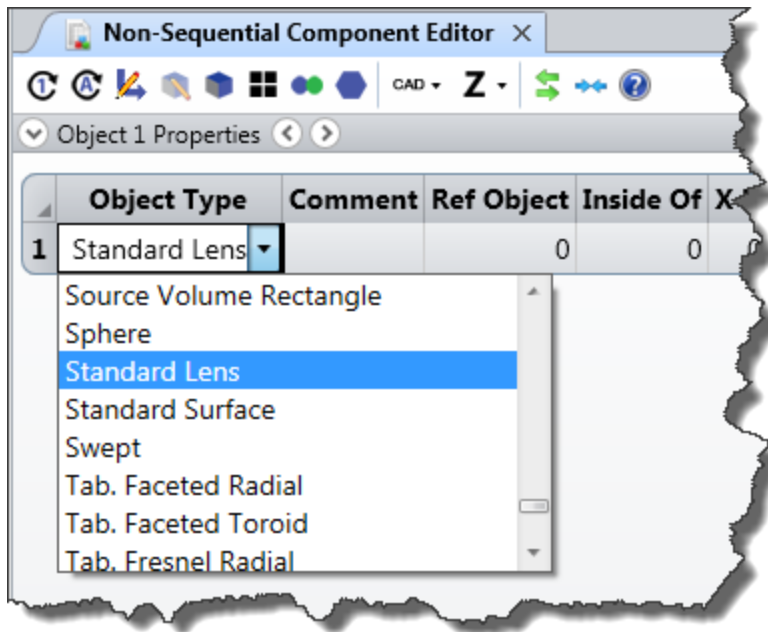 Non-Sequential Component Editor
CAD Z
Object 1 Properties
Object Type Comment Ref Object Inside Of X
1 Standard Lens 0 0
Source Volume Rectangle
Sphere
Standard Lens
Standard Surface
Swept
Tab. Faceted Radial
Tab. Faceted Toroid
Tab. Fresnel Radial